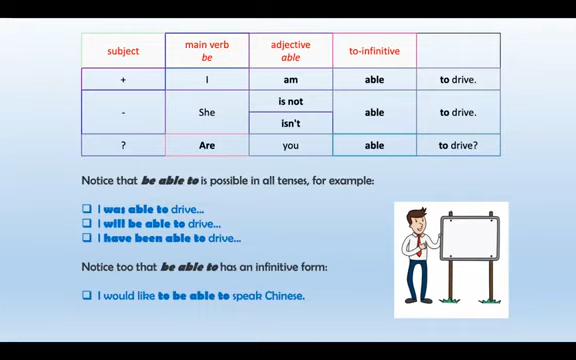 subject main verb be adjective able to-infinitive
+ I am able to drive.
- She is not able to drive.
isn't
? Are you able to drive?
Notice that be able to is possible in all tenses, for example:
I was able to drive...
I will be able to drive...
I have been able to drive...
Notice too that be able to has an infinitive form:
I would like to be able to speak Chinese.